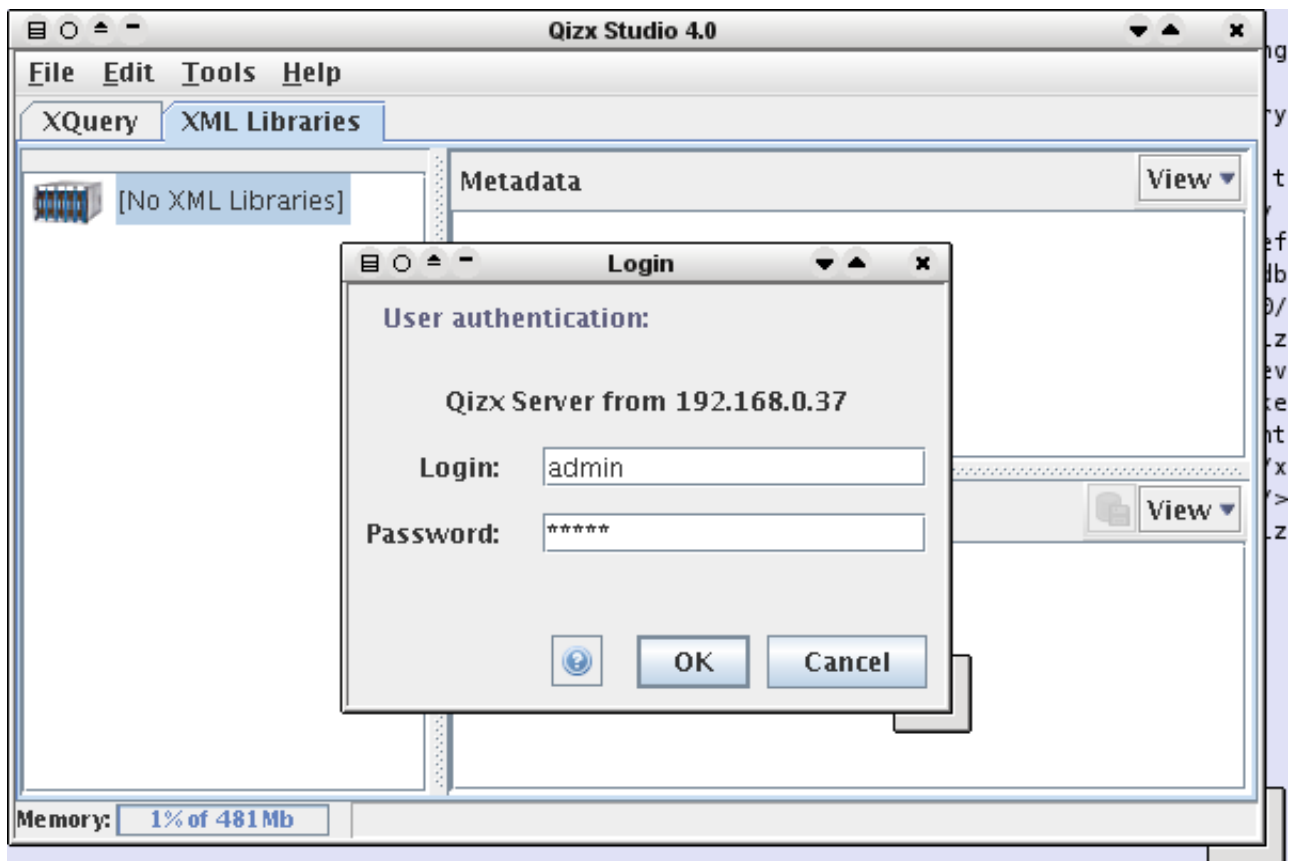 Qizx Studio 4.0
File Edit Tools Help
XQuery XML Libraries
[No XML Libraries]
Metadata
View
Login
User authentication:
Qizx Server from 192.168.0.37
Login: admin
Password: *****
View
OK Cancel
Memory: 1% of 481Mb